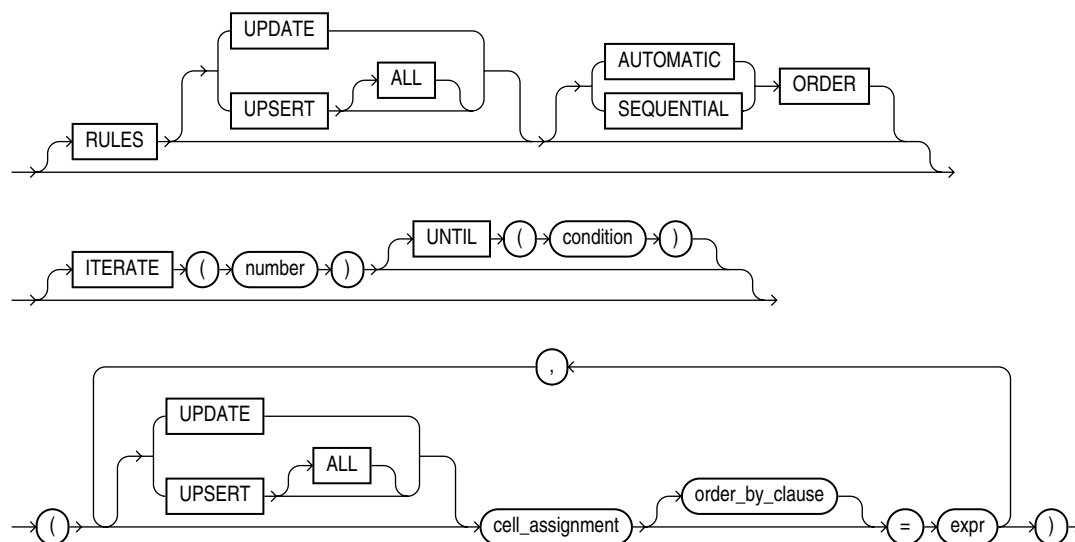 UPDATE
UPSERT ALL
AUTOMATIC
SEQUENTIAL
ORDER
RULES
ITERATE ( number )
UNTIL ( condition )
,
UPDATE
UPSERT ALL
( cell_assignment order_by_clause = expr )